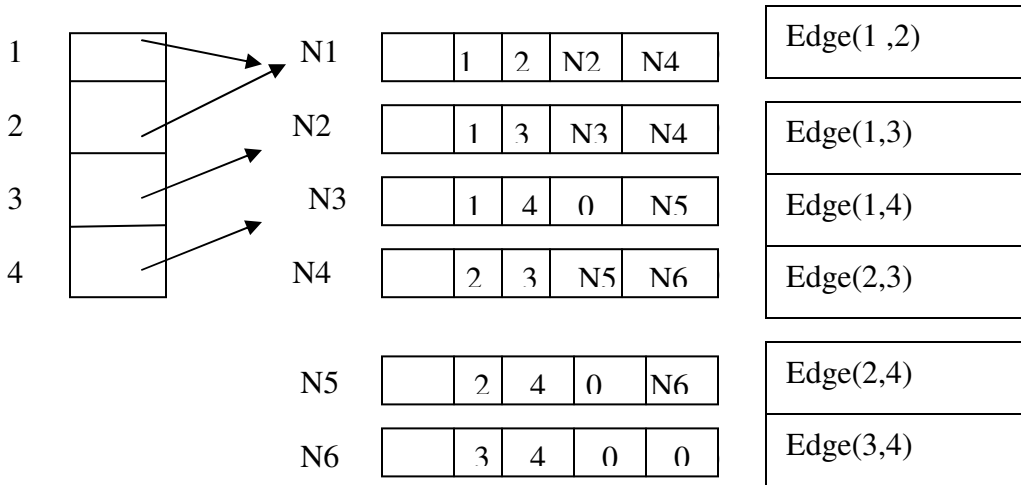 1 N1 1 2 N2 N4 Edge(1 ,2)
2 N2 1 3 N3 N4 Edge(1,3)
3 N3 1 4 0 N5 Edge(1,4)
4 N4 2 3 N5 N6 Edge(2,3)
N5 2 4 0 N6 Edge(2,4)
N6 3 4 0 0 Edge(3,4)